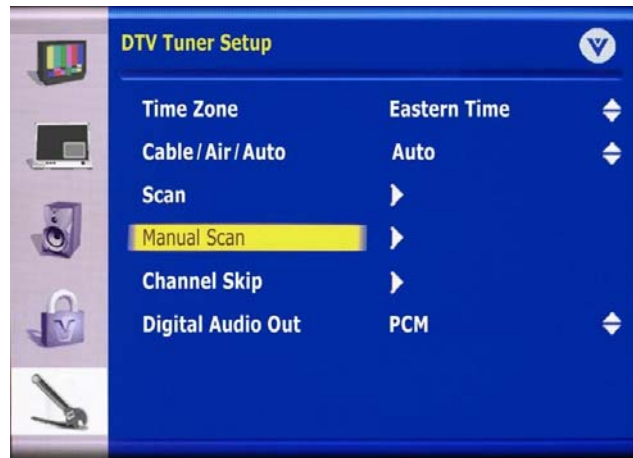 DTV Tuner Setup
Time Zone Eastern Time
Cable/Air/Auto Auto
Scan
Manual Scan
Channel Skip
Digital Audio Out PCM